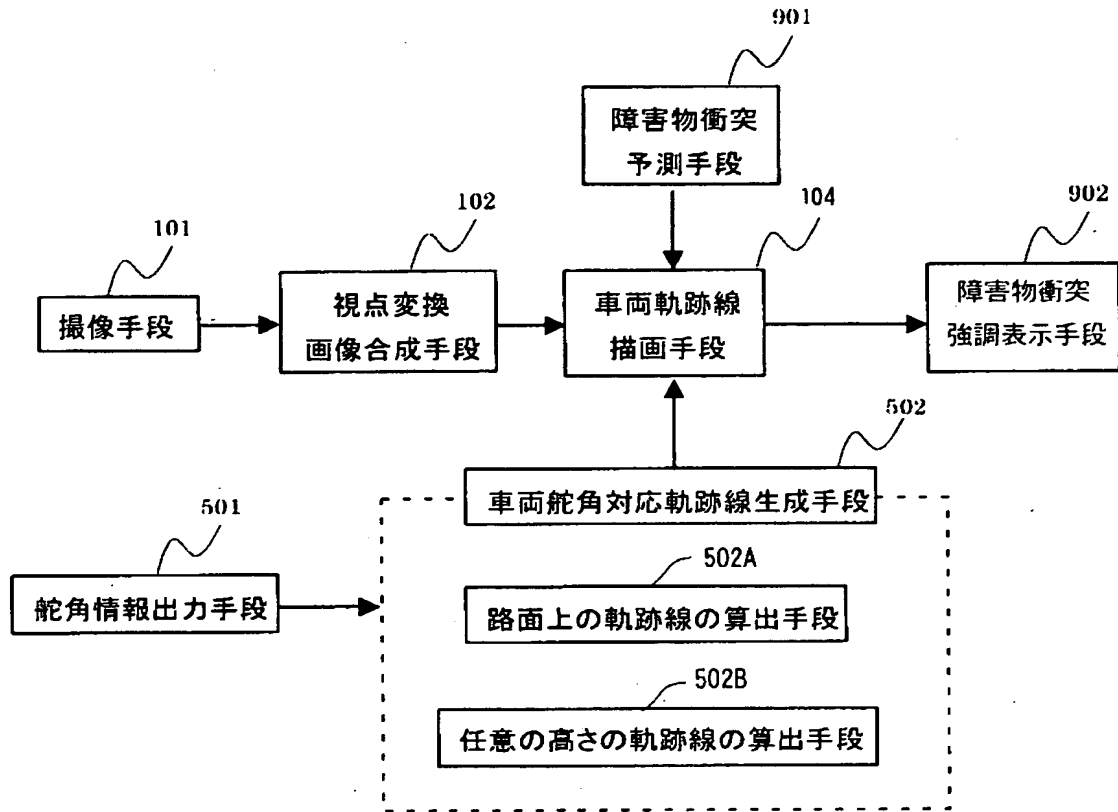 901
障害物衝突
予測手段
101
102
104
902
撮像手段
視点変換
画像合成手段
車両軌跡線
描画手段
障害物衝突
強調表示手段
502
車両舵角対応軌跡線生成手段
501
舵角情報出力手段
502A
路面上の軌跡線の算出手段
502B
任意の高さの軌跡線の算出手段